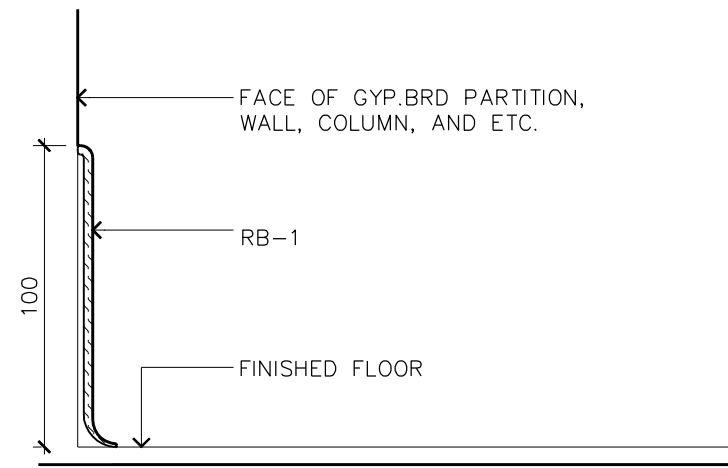 FACE OF GYP.BRD PARTITION,
WALL, COLUMN, AND ETC.
RB-1
100
FINISHED FLOOR